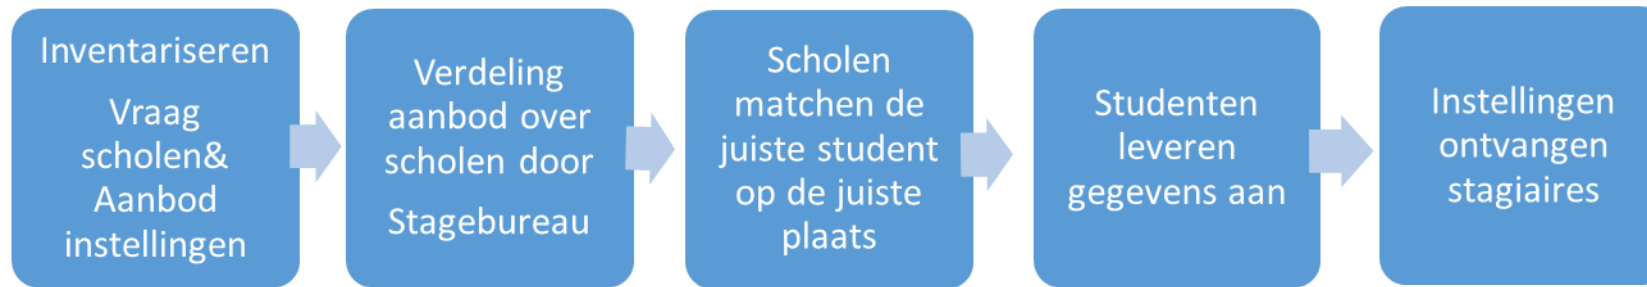 Inventariseren
Vraag
scholen&
Aanbod
instellingen
Verdeling
aanbod over
scholen door
Stagebureau
Scholen
matchen de
juiste student
op de juiste
plaats
Studenten
leveren
gegevens aan
Instellingen
ontvangen
stagiaires